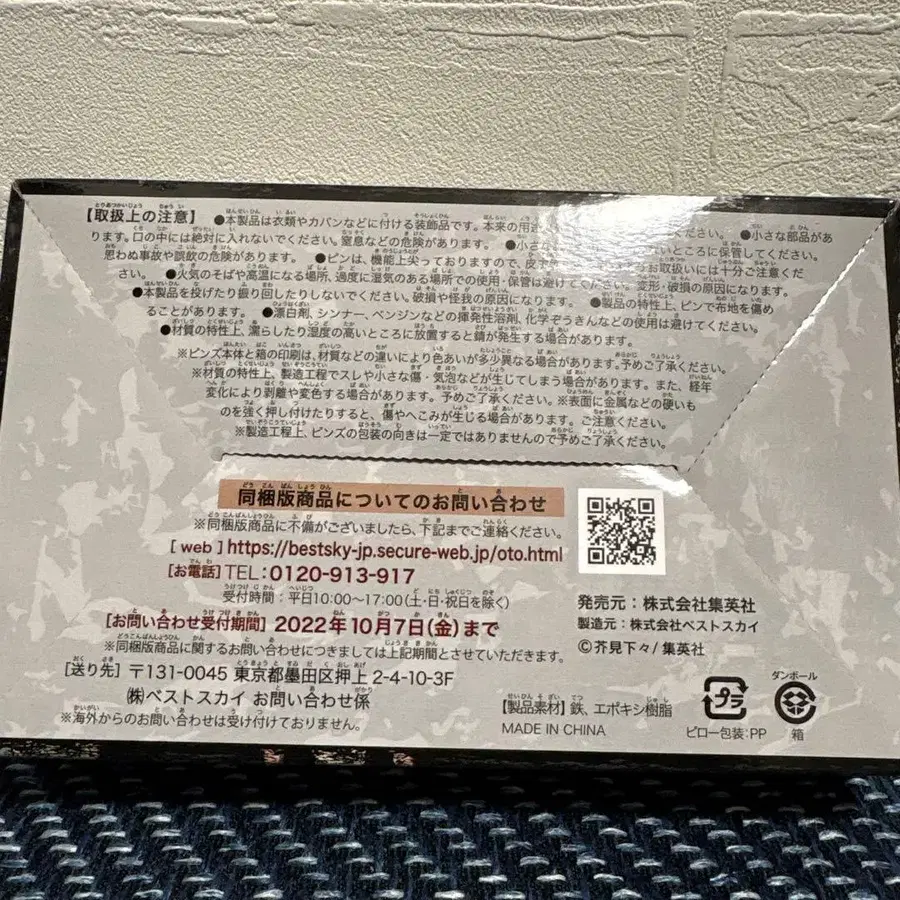 【取扱上の注意】 ●本製品は衣類やカバンなどに付ける装飾品です。本来の用途 ●小さな部品があ
ります。口の中には絶対に入れないでください。窒息などの危険があります。 ●小さな ところに保管してください。
思わぬ事故や誤飲の危険があります。 ●ピンは、機能上尖っておりますので、皮 お取扱いには十分ご注意くだ
さい。 ●火気のそばや高温になる場所、過度に湿気のある場所での使用・保管は避けてください。変形・破損の原因になります。
●本製品を投げたり振り回したりしないでください。破損や怪我の原因になります。 ●製品の特性上、ピンで布地を傷め
ることがあります。 ●漂白剤、シンナー、ベンジンなどの揮発性溶剤、化学ぞうきんなどの使用は避けてください。
●材質の特性上、濡らしたり湿度の高いところに放置すると錆が発生する場合があります。
※ピンズ本体と箱の印刷は、材質などの違いにより色あいが多少異なる場合があります。予めご了承ください。
※材質の特性上、製造工程でスレや小さな傷・気泡などが生じてしまう場合があります。また、経年
変化により剥離や変色する場合があります。予めご了承ください。※表面に金属などの硬いも
のを強く押し付けたりすると、傷やへこみが生じる場合があります。ご注意ください。
※製造工程上、ピンズの包装の向きは一定ではありませんので予めご了承ください。
同梱版商品についてのお問い合わせ
※同梱版商品に不備がございましたら、下記までご連絡ください。
[ web ] https://bestsky-jp.secure-web.jp/oto.html
[お電話] TEL:0120-913-917
受付時間：平日10:00〜17:00(土・日・祝日を除く)
[お問い合わせ受付期間] 2022年10月7日(金)まで
※同梱版商品に関するお問い合わせにつきましては上記期間とさせていただきます。
[送り先] 〒131-0045 東京都墨田区押上 2-4-10-3F
㈱ベストスカイ お問い合わせ係
※海外からのお問い合わせは受け付けておりません。
発売元：株式会社集英社
製造元：株式会社ベストスカイ
©芥見下々/ 集英社
【製品素材】鉄、エポキシ樹脂
MADE IN CHINA
プラ
ピロー包装：PP
ダンボール
箱